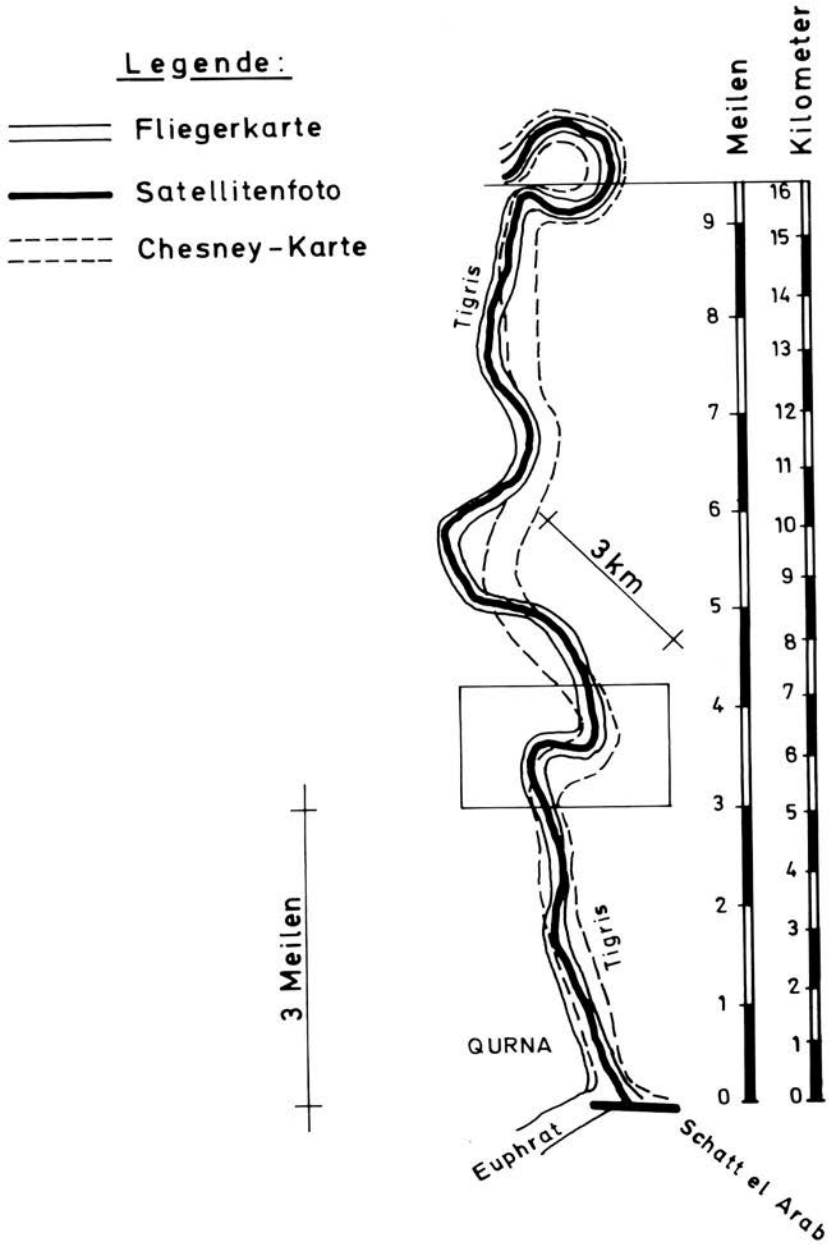 Legende:
Fliegerkarte
Satellitenfoto
Chesney-Karte
Meilen
Kilometer
9
8
7
6
5
4
3
2
1
0
16
15
14
13
12
11
10
9
8
7
6
5
4
3
2
1
0
Tigris
3 km
3 Meilen
Tigris
QURNA
Euphrat
Schatt el Arab